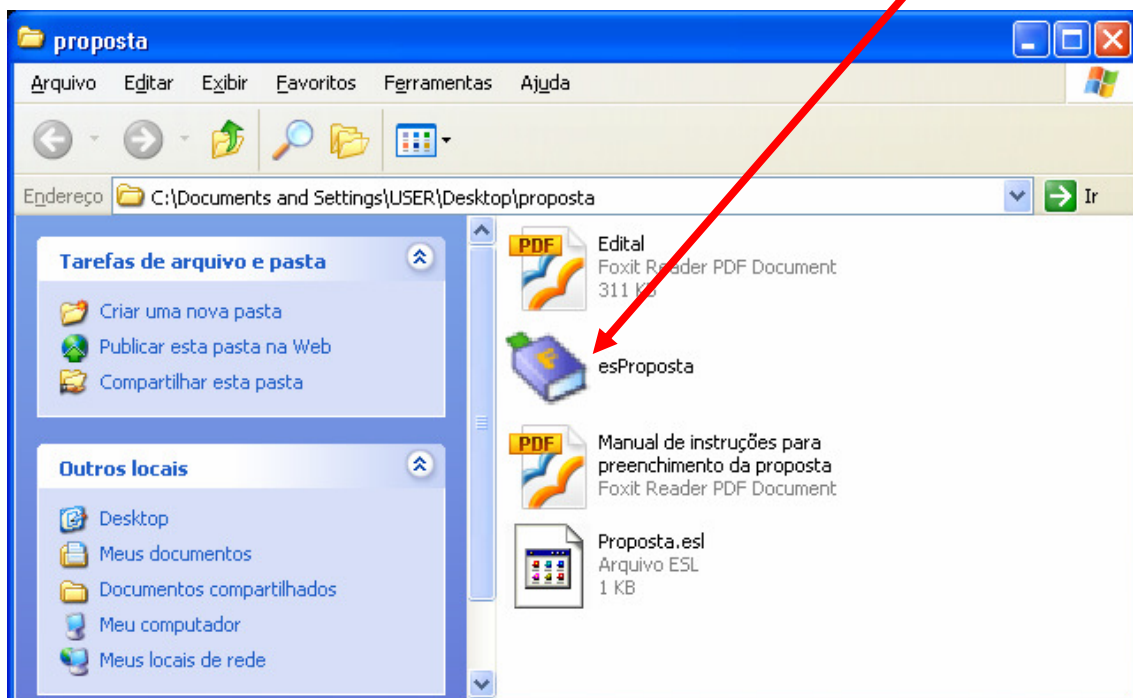 proposta
Arquivo Editar Exibir Favoritos Ferramentas Ajuda
Endereço C:\Documents and Settings\USER\Desktop\proposta Ir
Tarefas de arquivo e pasta
Criar uma nova pasta
Publicar esta pasta na Web
Compartilhar esta pasta
Outros locais
Desktop
Meus documentos
Documentos compartilhados
Meu computador
Meus locais de rede
PDF
Edital
Foxit Reader PDF Document
311 KB
esProposta
PDF
Manual de instruções para
preenchimento da proposta
Foxit Reader PDF Document
Proposta.esl
Arquivo ESL
1 KB